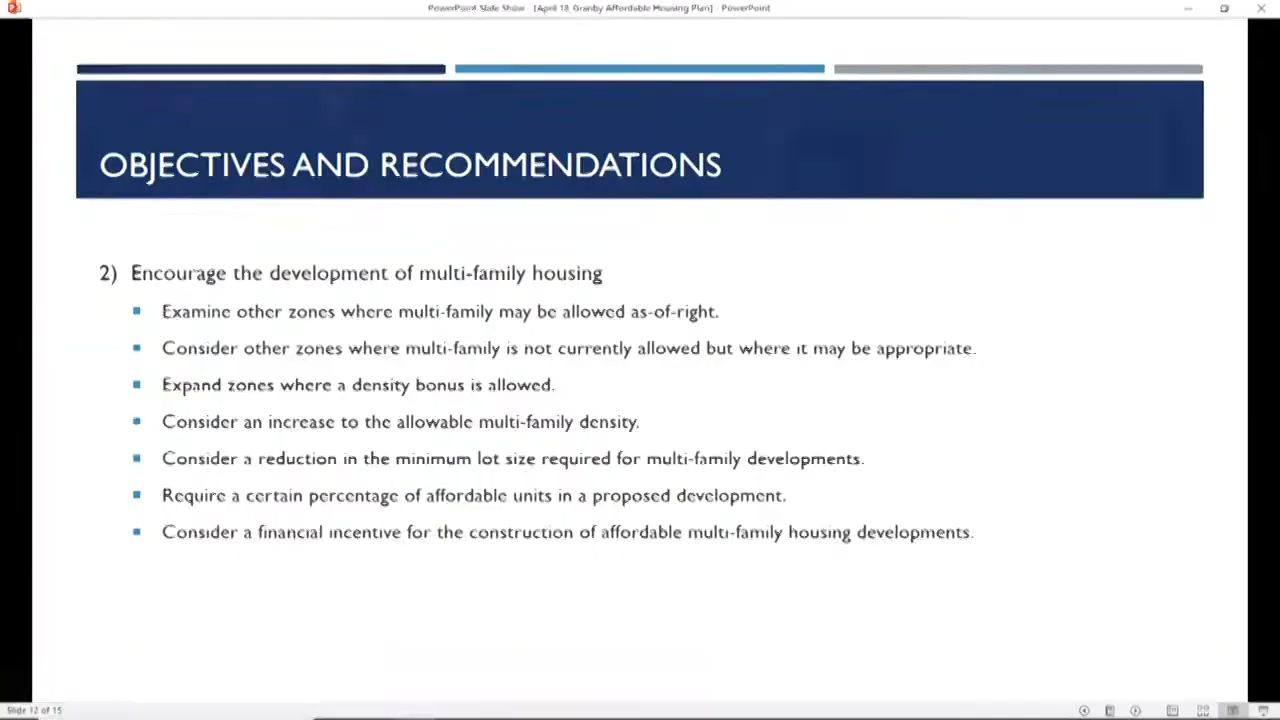 PowerPoint Slide Show - [April 18_Granby Affordable Housing Plan] - PowerPoint
OBJECTIVES AND RECOMMENDATIONS
2) Encourage the development of multi-family housing
Examine other zones where multi-family may be allowed as-of-right.
Consider other zones where multi-family is not currently allowed but where it may be appropriate.
Expand zones where a density bonus is allowed.
Consider an increase to the allowable multi-family density.
Consider a reduction in the minimum lot size required for multi-family developments.
Require a certain percentage of affordable units in a proposed development.
Consider a financial incentive for the construction of affordable multi-family housing developments.
Slide 12 of 15